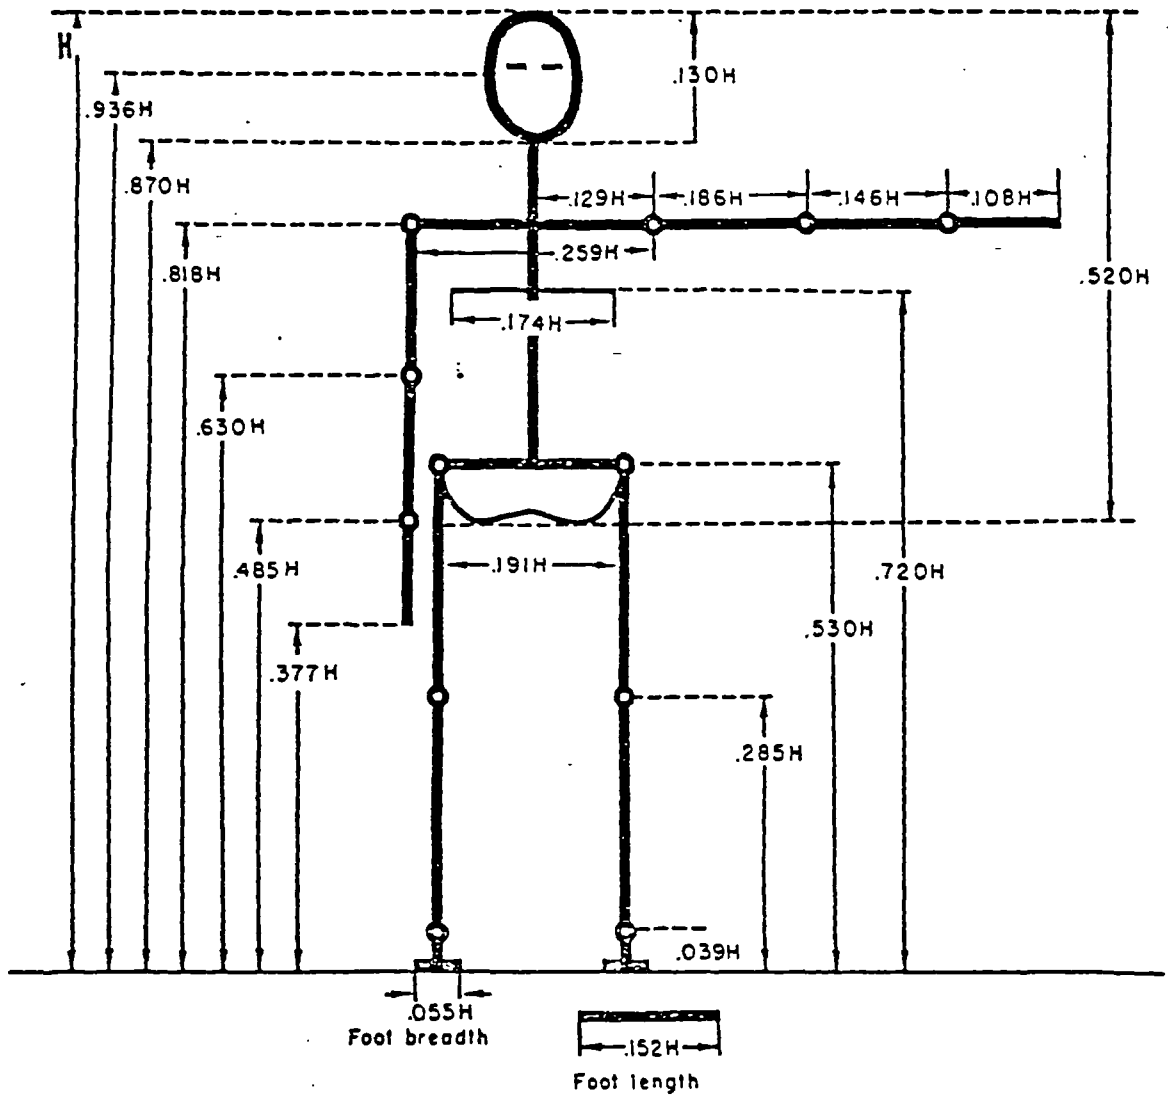 H
.130H
.936H
.870H
.129H
.186H
.146H
.108H
.259H
.818H
.520H
.174H
.630H
.191H
.485H
.720H
.530H
.377H
.285H
.039H
.055H
Foot breadth
.152H
Foot length